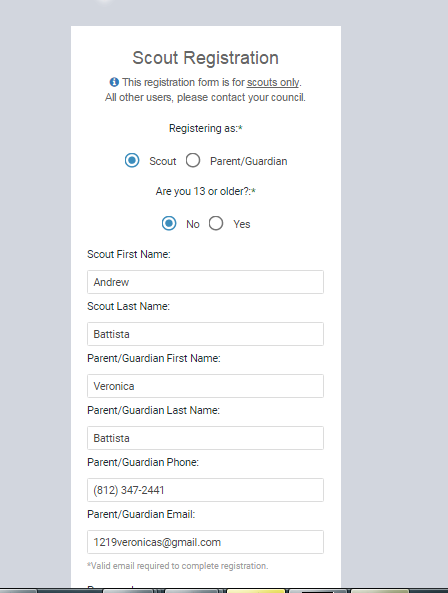 Scout Registration
This registration form is for scouts only.
All other users, please contact your council.
Registering as:*
Scout Parent/Guardian
Are you 13 or older?:*
No Yes
Scout First Name:
Andrew
Scout Last Name:
Battista
Parent/Guardian First Name:
Veronica
Parent/Guardian Last Name:
Battista
Parent/Guardian Phone:
(812) 347-2441
Parent/Guardian Email:
1219veronicas@gmail.com
*Valid email required to complete registration.